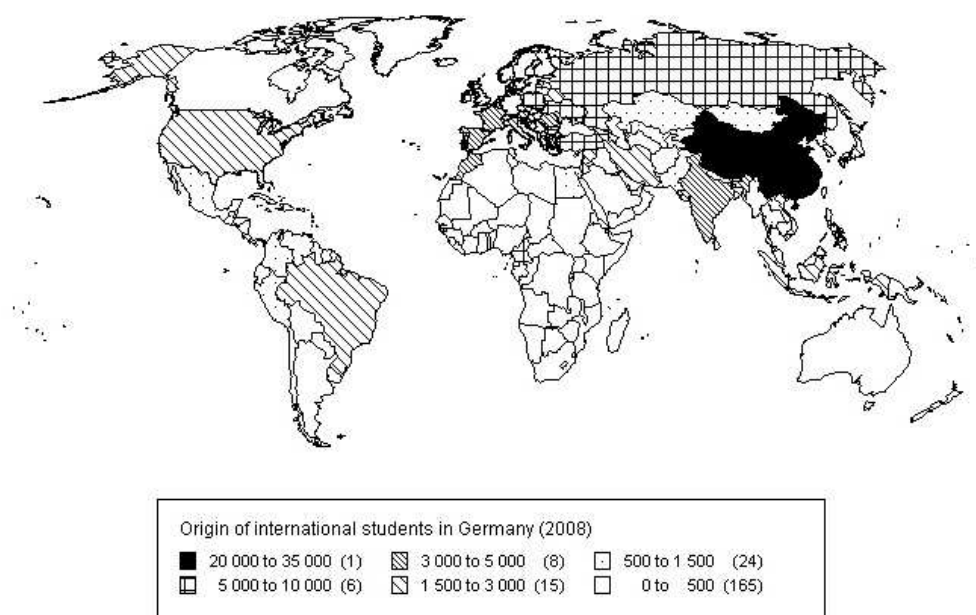 Origin of international students in Germany (2008)
20 000 to 35 000 (1) 3 000 to 5 000 (8) 500 to 1 500 (24)
5 000 to 10 000 (6) 1 500 to 3 000 (15) 0 to 500 (165)